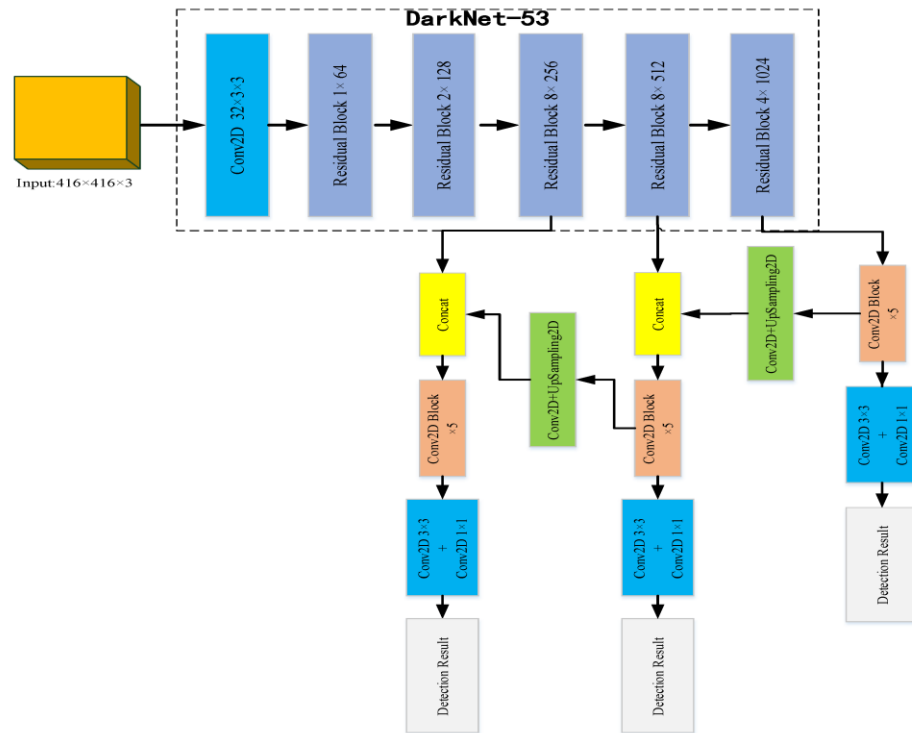 DarkNet-53
Input:416×416×3
Conv2D 32×3×3
Residual Block 1× 64
Residual Block 2× 128
Residual Block 8× 256
Residual Block 8× 512
Residual Block 4× 1024
Concat
Conv2D+UpSampling2D
Concat
Conv2D+UpSampling2D
Conv2D Block
×5
Conv2D Block
×5
Conv2D Block
×5
Conv2D 3×3
+
Conv2D 1×1
Conv2D 3×3
+
Conv2D 1×1
Conv2D 3×3
+
Conv2D 1×1
Detection Result
Detection Result
Detection Result